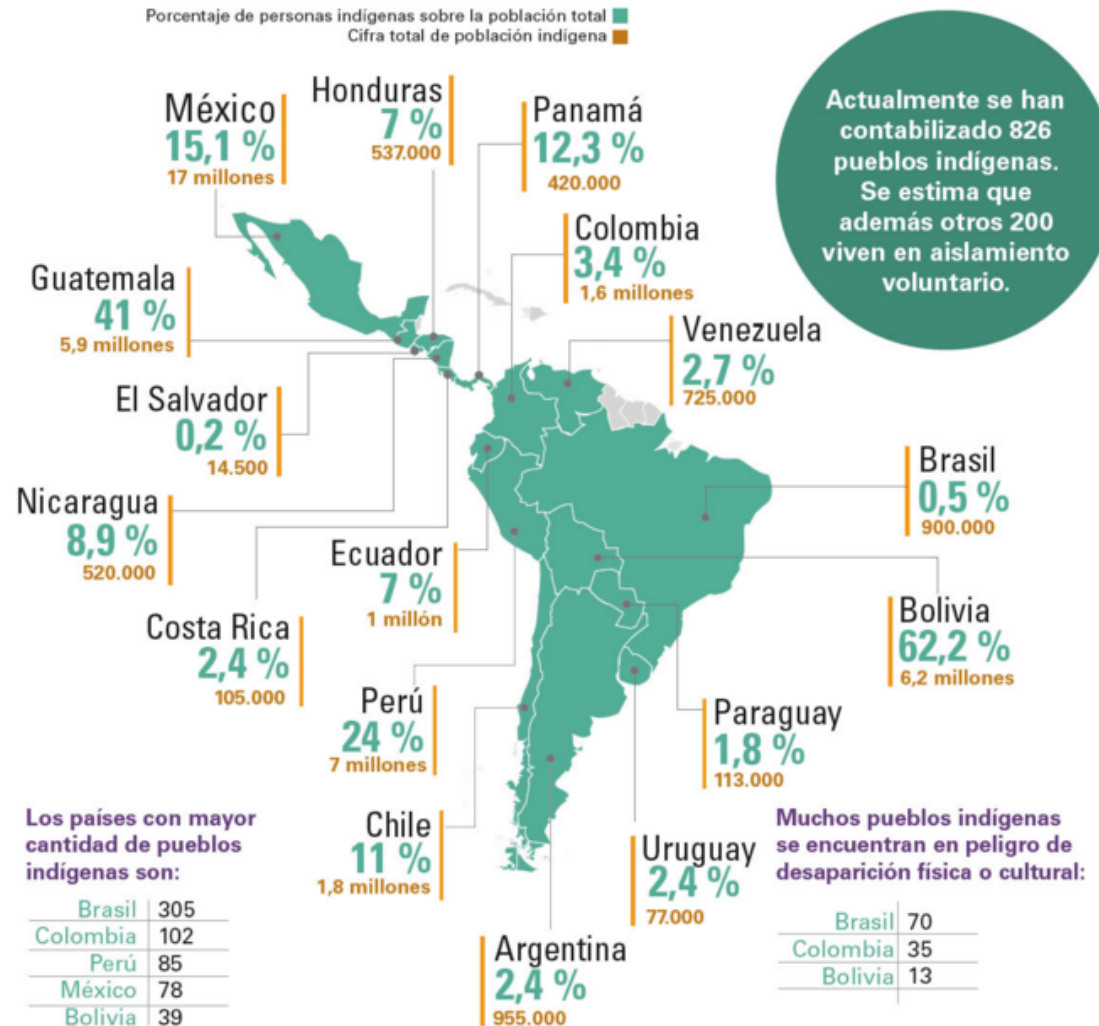 Porcentaje de personas indígenas sobre la población total
Cifra total de población indígena
Actualmente se han
contabilizado 826
pueblos indígenas.
Se estima que
además otros 200
viven en aislamiento
voluntario.
México
15,1 %
17 millones
Honduras
7 %
537.000
Panamá
12,3 %
420.000
Colombia
3,4 %
1,6 millones
Guatemala
41 %
5,9 millones
Venezuela
2,7 %
725.000
El Salvador
0,2 %
14.500
Brasil
0,5 %
900.000
Nicaragua
8,9 %
520.000
Ecuador
7 %
1 millón
Costa Rica
2,4 %
105.000
Bolivia
62,2 %
6,2 millones
Perú
24 %
7 millones
Paraguay
1,8 %
113.000
Chile
11 %
1,8 millones
Uruguay
2,4 %
77.000
Argentina
2,4 %
955.000
Los países con mayor
cantidad de pueblos
indígenas son:
Brasil 305
Colombia 102
Perú 85
México 78
Bolivia 39
Muchos pueblos indígenas
se encuentran en peligro de
desaparición física o cultural:
Brasil 70
Colombia 35
Bolivia 13